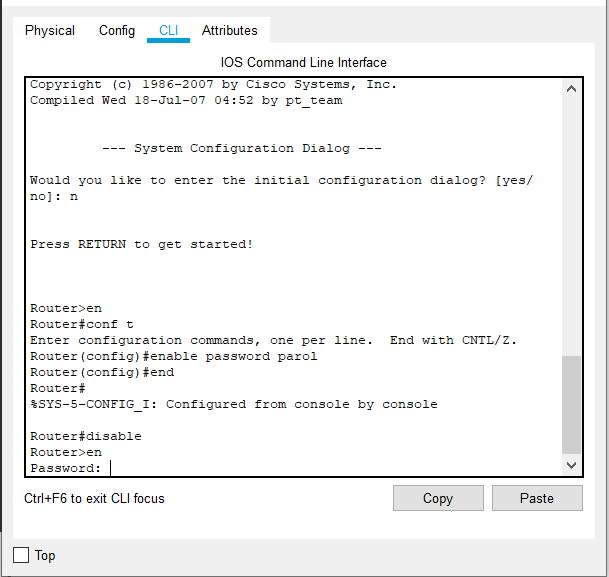 Physical Config CLI Attributes
IOS Command Line Interface
Copyright (c) 1986-2007 by Cisco Systems, Inc.
Compiled Wed 18-Jul-07 04:52 by pt_team
--- System Configuration Dialog ---
Would you like to enter the initial configuration dialog? [yes/
no]: n
Press RETURN to get started!
Router>en
Router#conf t
Enter configuration commands, one per line.  End with CNTL/Z.
Router(config)#enable password parol
Router(config)#end
Router#
%SYS-5-CONFIG_I: Configured from console by console
Router#disable
Router>en
Password:
Ctrl+F6 to exit CLI focus
Copy Paste
Top